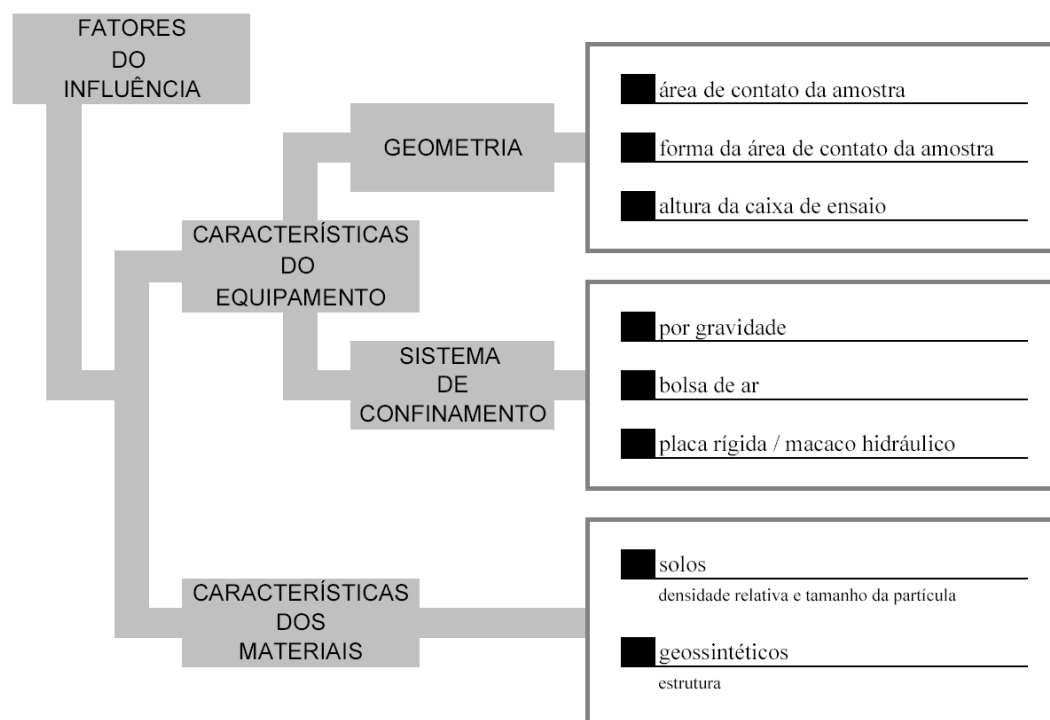 FATORES
DO
INFLUÊNCIA
CARACTERÍSTICAS
DO
EQUIPAMENTO
GEOMETRIA
área de contato da amostra
forma da área de contato da amostra
altura da caixa de ensaio
SISTEMA
DE
CONFINAMENTO
por gravidade
bolsa de ar
placa rígida / macaco hidráulico
CARACTERÍSTICAS
DOS
MATERIAIS
solos
densidade relativa e tamanho da partícula
geossintéticos
estrutura